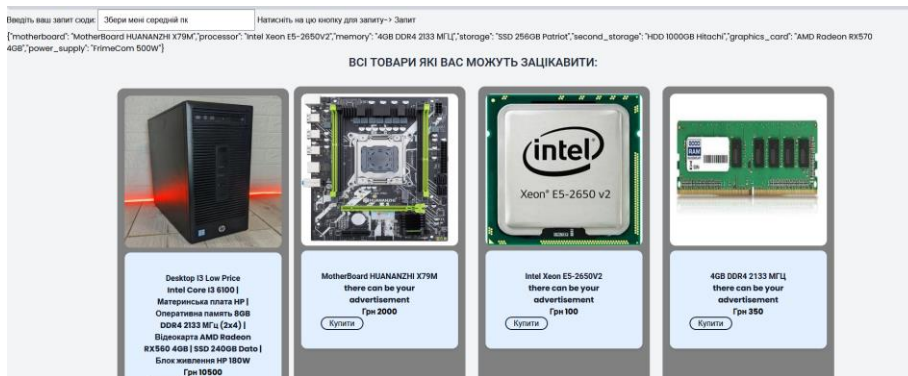 Введіть ваш запит сюди: Збери мені середній пк Натисніть на цю кнопку для запиту-> Запит
{"motherboard": "MotherBoard HUANANZHI X79M","processor": "Intel Xeon E5-2650V2","memory": "4GB DDR4 2133 МГЦ","storage": "SSD 256GB Patriot","second_storage": "HDD 1000GB Hitachi","graphics_card": "AMD Radeon RX570
4GB","power_supply": "FrimeCom 500W"}
ВСІ ТОВАРИ ЯКІ ВАС МОЖУТЬ ЗАЦІКАВИТИ:
HUANANZHI
intel
Xeon® E5-2650 v2
GOOD
RAM
Desktop I3 Low Price
Intel Core I3 6100 |
Материнська плата HP |
Оперативна память 8GB
DDR4 2133 МГц (2x4) |
Відеокарта AMD Radeon
RX560 4GB | SSD 240GB Dato |
Блок живлення HP 180W
Грн 10500
MotherBoard HUANANZHI X79M
there can be your
advertisement
Грн 2000
Купити
Intel Xeon E5-2650V2
there can be your
advertisement
Грн 100
Купити
4GB DDR4 2133 МГЦ
there can be your
advertisement
Грн 350
Купити